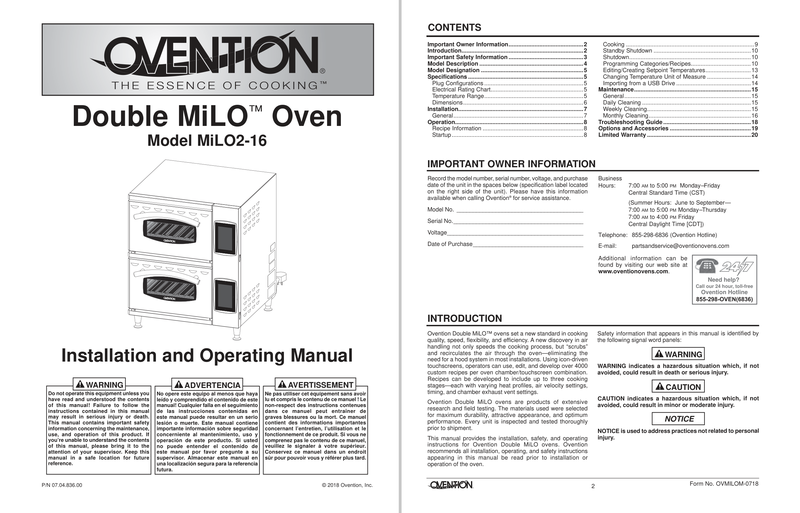 OVENTION®
THE ESSENCE OF COOKING™
Double MiLO™ Oven
Model MiLO2-16
Installation and Operating Manual
WARNING
Do not operate this equipment unless you
have read and understood the contents
of this manual! Failure to follow the
instructions contained in this manual
may result in serious injury or death.
This manual contains important safety
information concerning the maintenance,
use, and operation of this product. If
you're unable to understand the contents
of this manual, please bring it to the
attention of your supervisor. Keep this
manual in a safe location for future
reference.
ADVERTENCIA
No opere este equipo al menos que haya
leído y comprendido el contenido de este
manual! Cualquier falla en el seguimiento
de las instrucciones contenidas en
este manual puede resultar en un serio
lesión o muerte. Este manual contiene
importante información sobre seguridad
concerniente al mantenimiento, uso y
operación de este producto. Si usted
no puede entender el contenido de
este manual por favor pregunte a su
supervisor. Almacenar este manual en
una localización segura para la referencia
futura.
AVERTISSEMENT
Ne pas utiliser cet équipement sans avoir
lu et compris le contenu de ce manuel ! Le
non-respect des instructions contenues
dans ce manuel peut entraîner de
graves blessures ou la mort. Ce manuel
contient des informations importantes
concernant l'entretien, l'utilisation et le
fonctionnement de ce produit. Si vous ne
comprenez pas le contenu de ce manuel,
veuillez le signaler à votre supérieur.
Conservez ce manuel dans un endroit
sûr pour pouvoir vous y référer plus tard.
P/N 07.04.836.00
© 2018 Ovention, Inc.
CONTENTS
Important Owner Information 2
Introduction 2
Important Safety Information 3
Model Description 4
Model Designation 5
Specifications 5
Plug Configurations 5
Electrical Rating Chart 5
Temperature Range 5
Dimensions 6
Installation 7
General 7
Operation 8
Recipe Information 8
Startup 8
Cooking 9
Standby Shutdown 10
Shutdown 10
Programming Categories/Recipes 10
Editing/Creating Setpoint Temperatures 13
Changing Temperature Unit of Measure 14
Importing from a USB Drive 14
Maintenance 15
General 15
Daily Cleaning 15
Weekly Cleaning 15
Monthly Cleaning 16
Troubleshooting Guide 18
Options and Accessories 19
Limited Warranty 20
IMPORTANT OWNER INFORMATION
Record the model number, serial number, voltage, and purchase
date of the unit in the spaces below (specification label located
on the right side of the unit). Please have this information
available when calling Ovention® for service assistance.
Model No.
Serial No.
Voltage
Date of Purchase
Business
Hours: 7:00 AM to 5:00 PM Monday–Friday
Central Standard Time (CST)
(Summer Hours: June to September—
7:00 AM to 5:00 PM Monday–Thursday
7:00 AM to 4:00 PM Friday
Central Daylight Time [CDT])
Telephone: 855-298-6836 (Ovention Hotline)
E-mail: partsandservice@oventionovens.com
Additional information can be
found by visiting our web site at
www.oventionovens.com.
24/7
Need help?
Call our 24 hour, toll-free
Ovention Hotline
855-298-OVEN(6836)
INTRODUCTION
Ovention Double MiLO™ ovens set a new standard in cooking
quality, speed, flexibility, and efficiency. A new discovery in air
handling not only speeds the cooking process, but "scrubs"
and recirculates the air through the oven—eliminating the
need for a hood system in most installations. Using icon-driven
touchscreens, operators can use, edit, and develop over 4000
custom recipes per oven chamber/touchscreen combination.
Recipes can be developed to include up to three cooking
stages—each with varying heat profiles, air velocity settings,
timing, and chamber exhaust vent settings.
Ovention Double MiLO ovens are products of extensive
research and field testing. The materials used were selected
for maximum durability, attractive appearance, and optimum
performance. Every unit is inspected and tested thoroughly
prior to shipment.
This manual provides the installation, safety, and operating
instructions for Ovention Double MiLO ovens. Ovention
recommends all installation, operating, and safety instructions
appearing in this manual be read prior to installation or
operation of the oven.
Safety information that appears in this manual is identified by
the following signal word panels:
WARNING
WARNING indicates a hazardous situation which, if not
avoided, could result in death or serious injury.
CAUTION
CAUTION indicates a hazardous situation which, if not
avoided, could result in minor or moderate injury.
NOTICE
NOTICE is used to address practices not related to personal
injury.
OVENTION
2
Form No. OVMILOM-0718